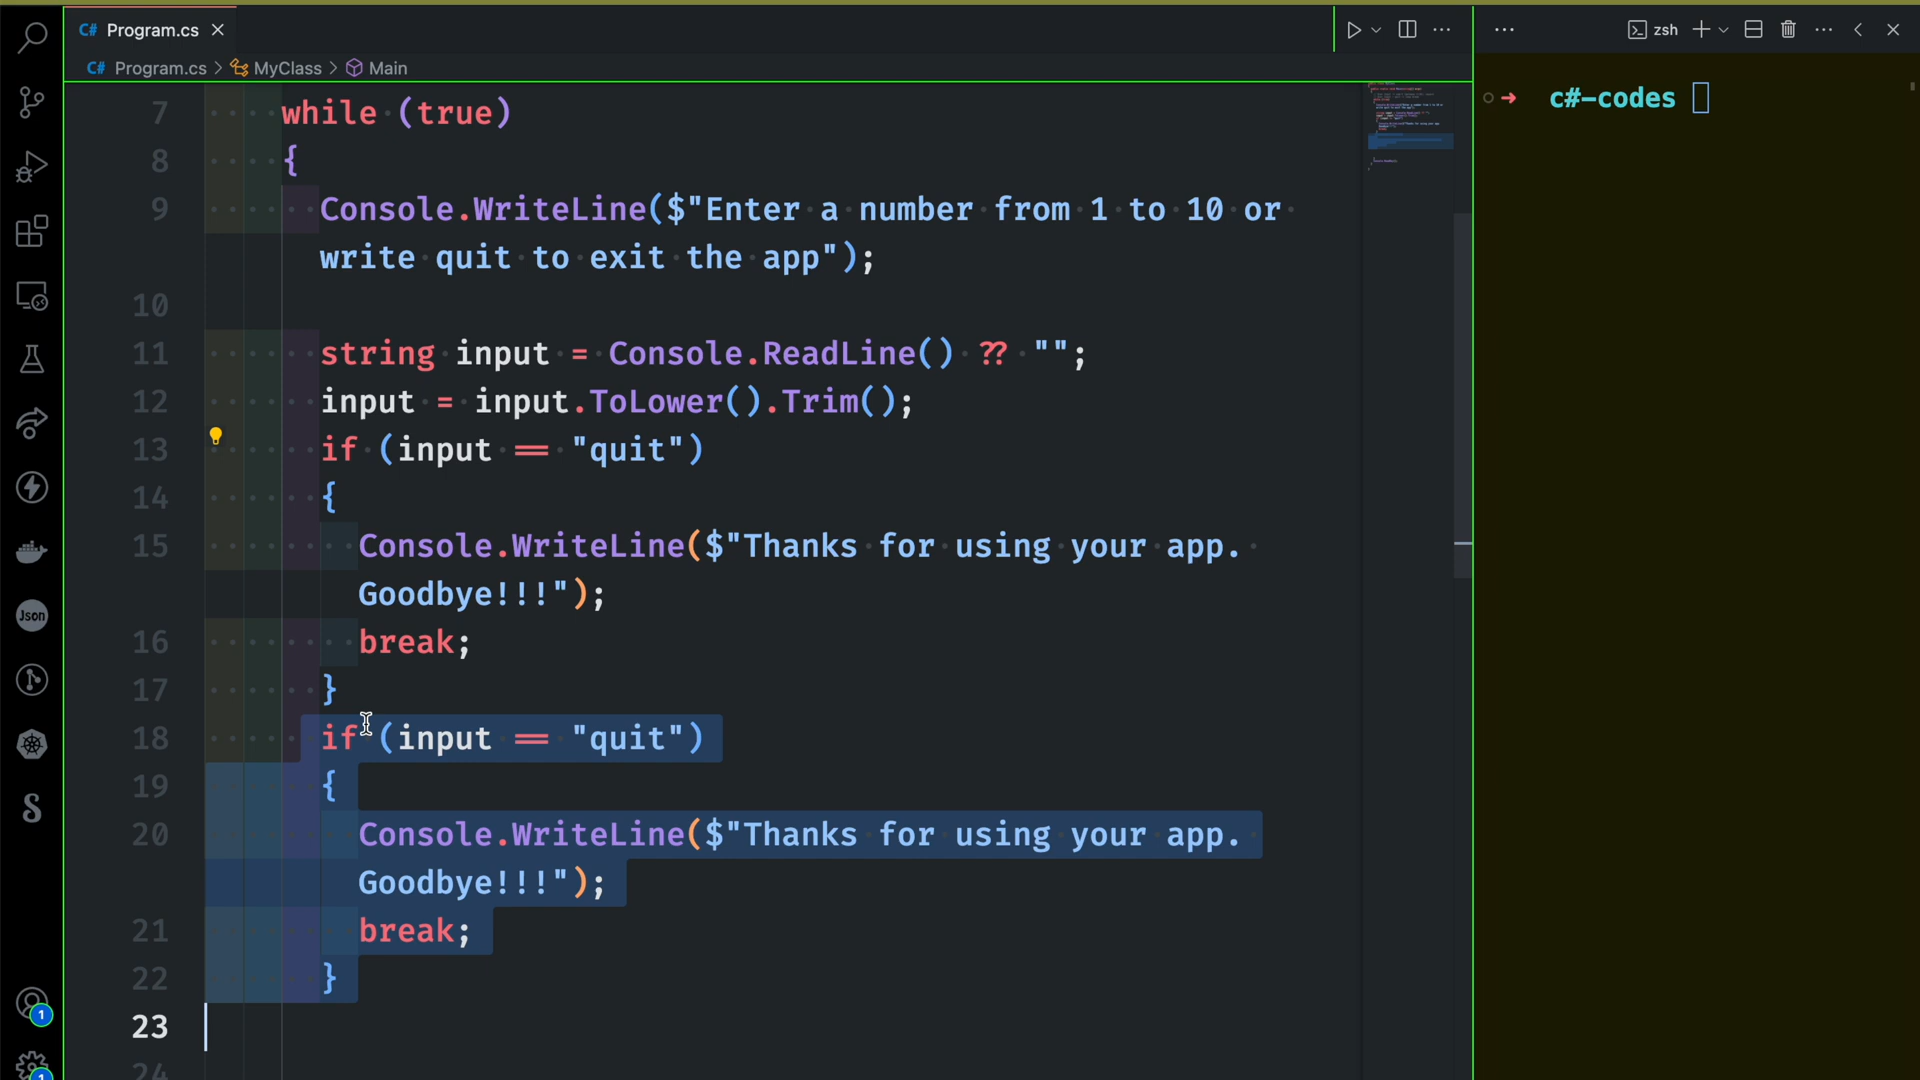 C# Program.cs
zsh
C# Program.cs > MyClass > Main
7 while (true)
8 {
9 Console.WriteLine($"Enter a number from 1 to 10 or
write quit to exit the app");
10
11 string input = Console.ReadLine() ?? "";
12 input = input.ToLower().Trim();
13 if (input == "quit")
14 {
15 Console.WriteLine($"Thanks for using your app.
Goodbye!!!");
16 break;
17 }
18 if (input == "quit")
19 {
20 Console.WriteLine($"Thanks for using your app.
Goodbye!!!");
21 break;
22 }
23
24
c#-codes
Json
1
1